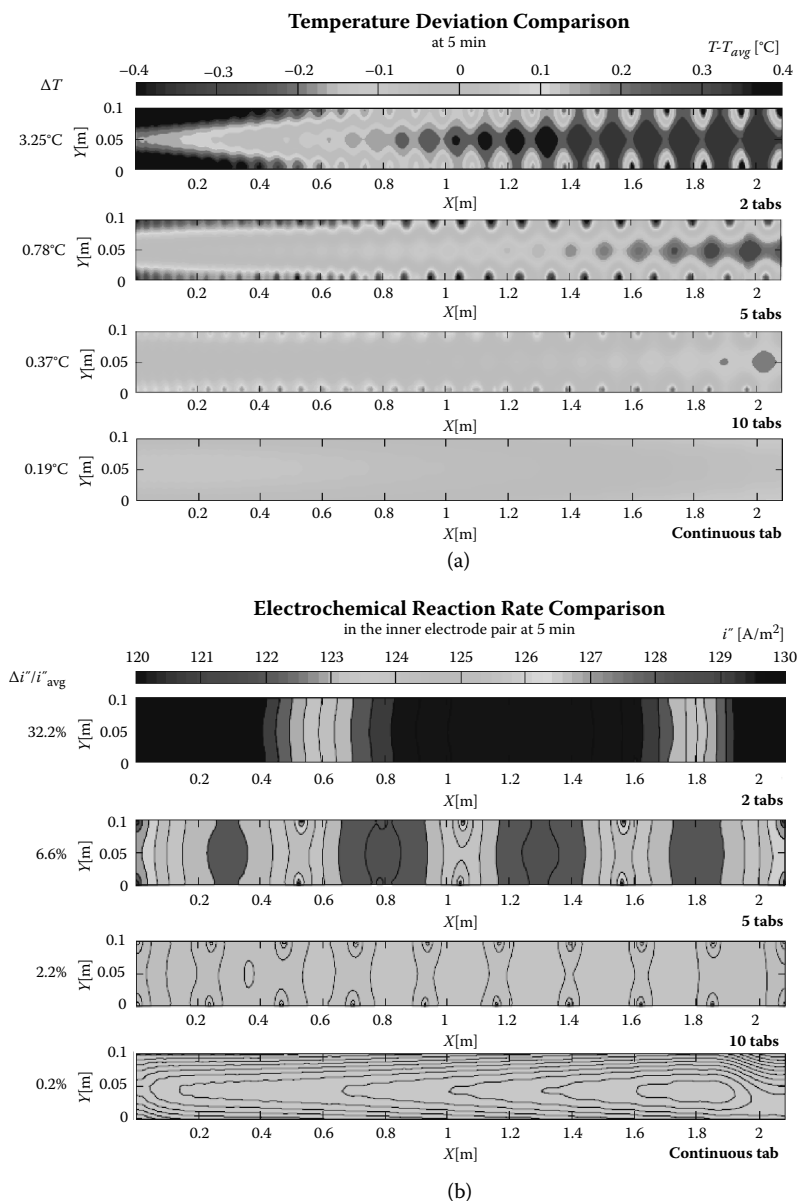 Temperature Deviation Comparison
at 5 min
T-Tavg [°C]
ΔT
−0.4 −0.3 −0.2 −0.1 0 0.1 0.2 0.3 0.4
3.25°C
Y[m]
0.1
0.05
0
0.2 0.4 0.6 0.8 1 1.2 1.4 1.6 1.8 2
X[m]
2 tabs
0.78°C
Y[m]
0.1
0.05
0
0.2 0.4 0.6 0.8 1 1.2 1.4 1.6 1.8 2
X[m]
5 tabs
0.37°C
Y[m]
0.1
0.05
0
0.2 0.4 0.6 0.8 1 1.2 1.4 1.6 1.8 2
X[m]
10 tabs
0.19°C
Y[m]
0.1
0.05
0
0.2 0.4 0.6 0.8 1 1.2 1.4 1.6 1.8 2
X[m]
Continuous tab
(a)
Electrochemical Reaction Rate Comparison
in the inner electrode pair at 5 min
i″ [A/m²]
Δi″/i″avg
120 121 122 123 124 125 126 127 128 129 130
32.2%
Y[m]
0.1
0.05
0
0.2 0.4 0.6 0.8 1 1.2 1.4 1.6 1.8 2
X[m]
2 tabs
6.6%
Y[m]
0.1
0.05
0
0.2 0.4 0.6 0.8 1 1.2 1.4 1.6 1.8 2
X[m]
5 tabs
2.2%
Y[m]
0.1
0.05
0
0.2 0.4 0.6 0.8 1 1.2 1.4 1.6 1.8 2
X[m]
10 tabs
0.2%
Y[m]
0.1
0.05
0
0.2 0.4 0.6 0.8 1 1.2 1.4 1.6 1.8 2
X[m]
Continuous tab
(b)